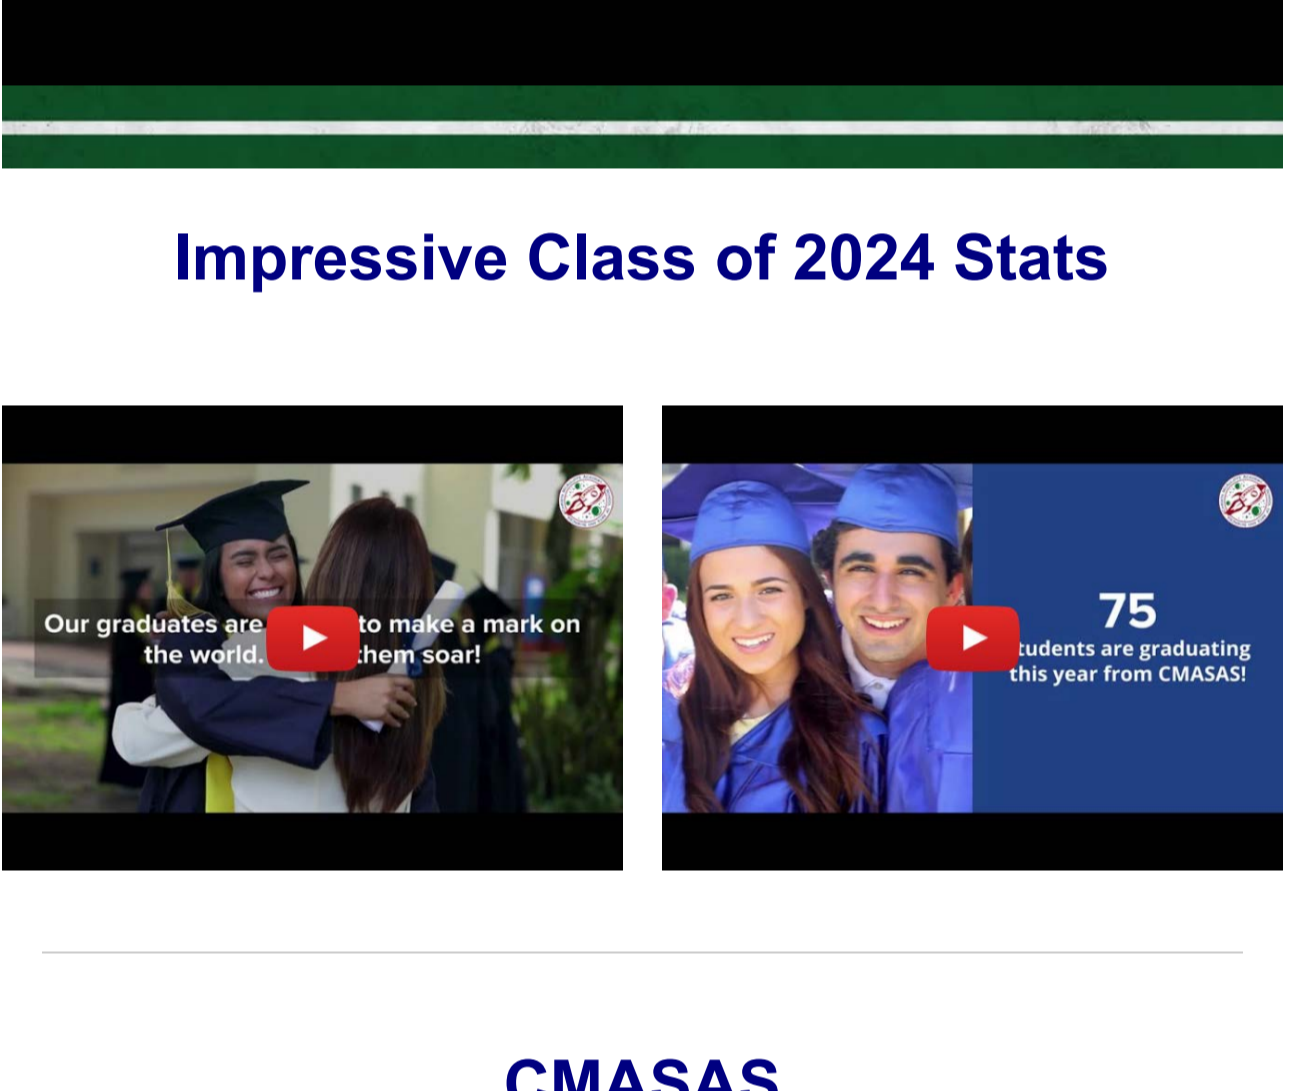 Impressive Class of 2024 Stats
Our graduates are to make a mark on
the world. them soar!
75
tudents are graduating
this year from CMASAS!
CMASAS